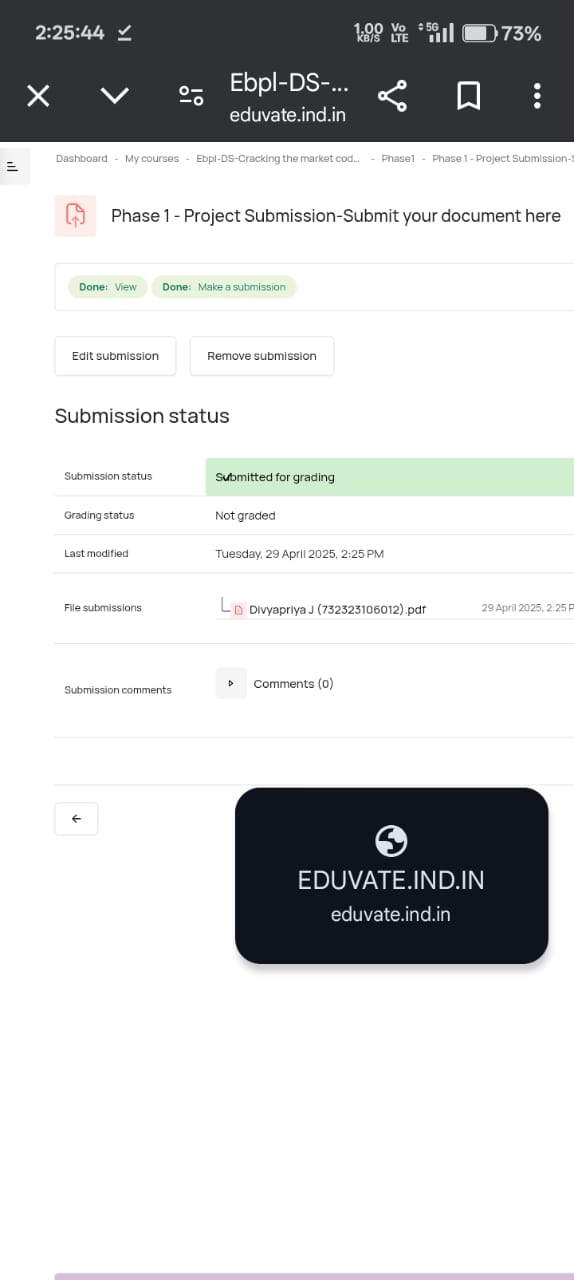 2:25:44
1.00 KB/S Vo LTE 5G 73%
Ebpl-DS-...
eduvate.ind.in
Dashboard - My courses - Ebpl-DS-Cracking the market cod... - Phase1 - Phase 1 - Project Submission-S
Phase 1 - Project Submission-Submit your document here
Done: View Done: Make a submission
Edit submission Remove submission
Submission status
Submission status Submitted for grading
Grading status Not graded
Last modified Tuesday, 29 April 2025, 2:25 PM
File submissions Divyapriya J (732323106012).pdf 29 April 2025, 2:25 P
Submission comments Comments (0)
EDUVATE.IND.IN
eduvate.ind.in